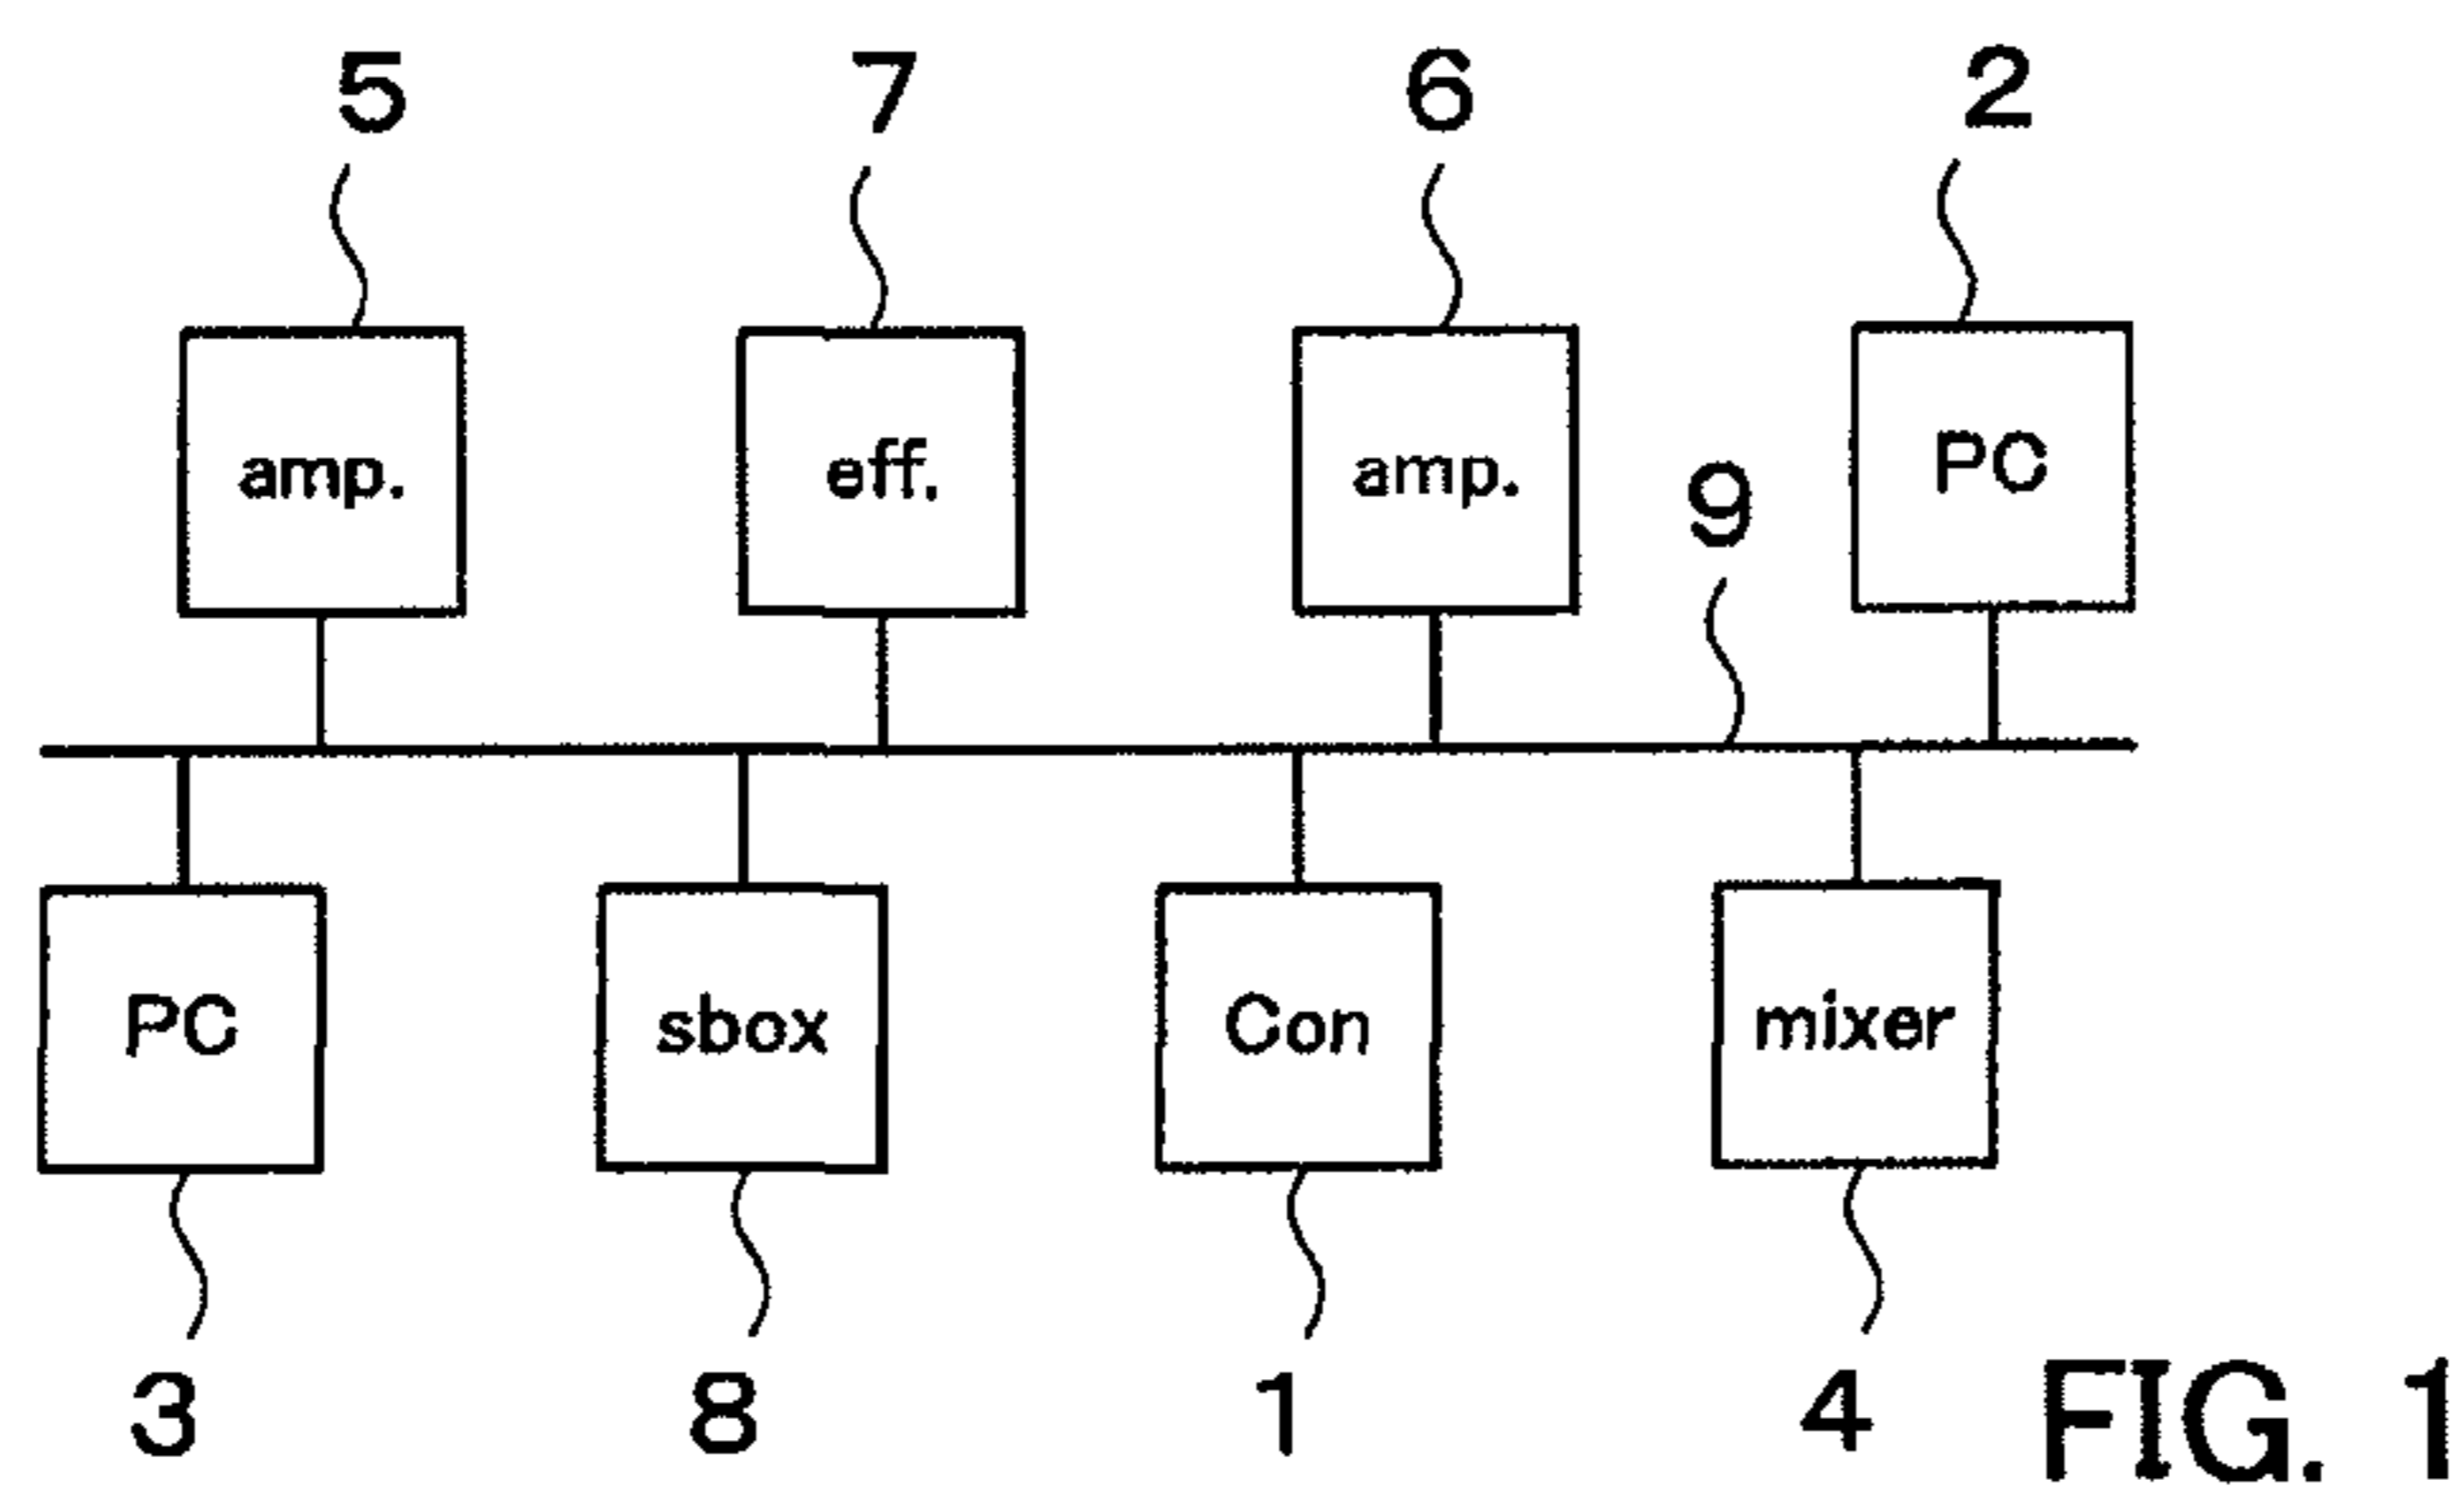 5 7 6 2
amp. eff. amp. PC
9
PC sbox Con mixer
3 8 1 4
FIG. 1